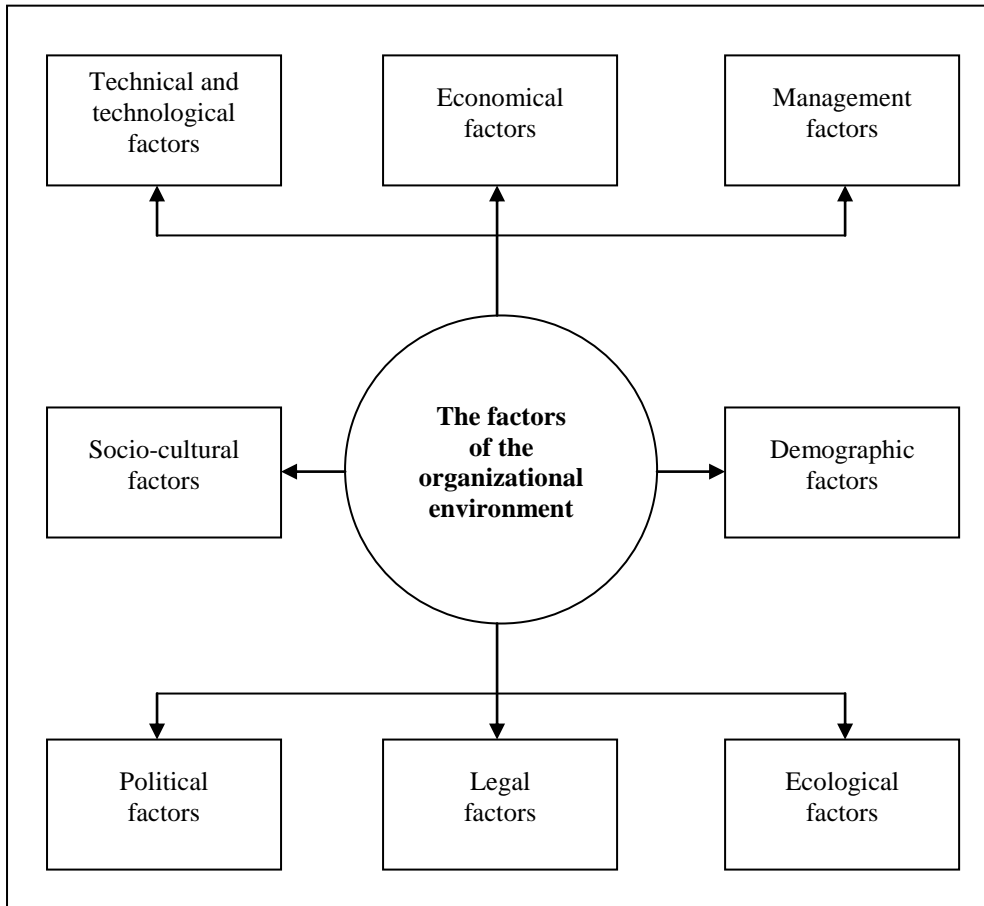 Technical and
technological
factors
Economical
factors
Management
factors
Socio-cultural
factors
The factors
of the
organizational
environment
Demographic
factors
Political
factors
Legal
factors
Ecological
factors